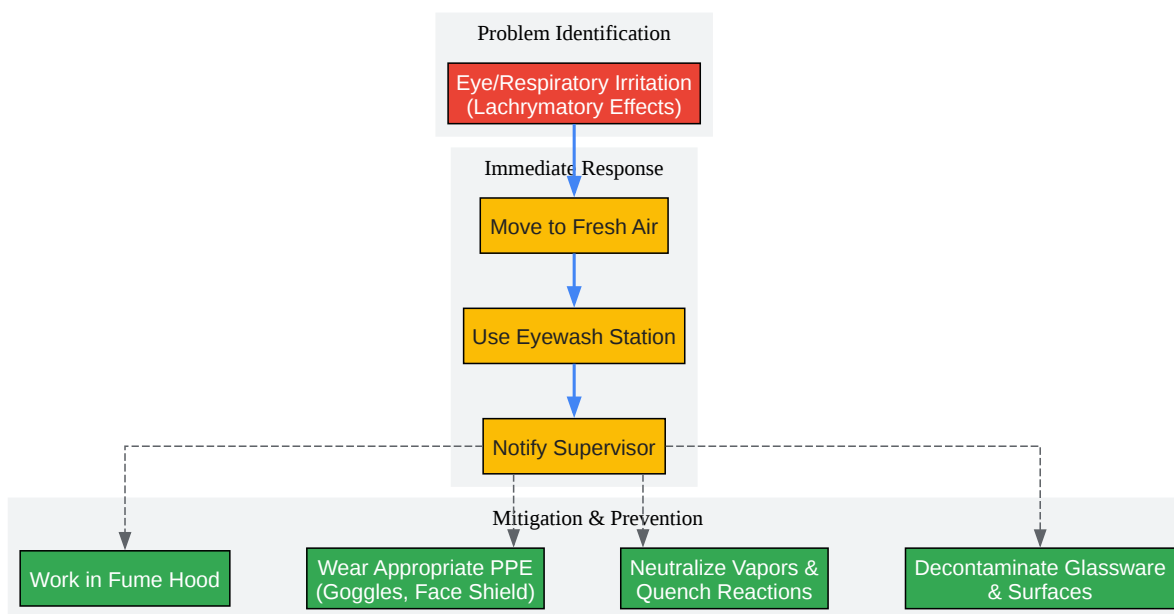 Problem Identification
Eye/Respiratory Irritation
(Lachrymatory Effects)
Immediate Response
Move to Fresh Air
Use Eyewash Station
Notify Supervisor
Mitigation & Prevention
Work in Fume Hood
Wear Appropriate PPE
(Goggles, Face Shield)
Neutralize Vapors &
Quench Reactions
Decontaminate Glassware
& Surfaces